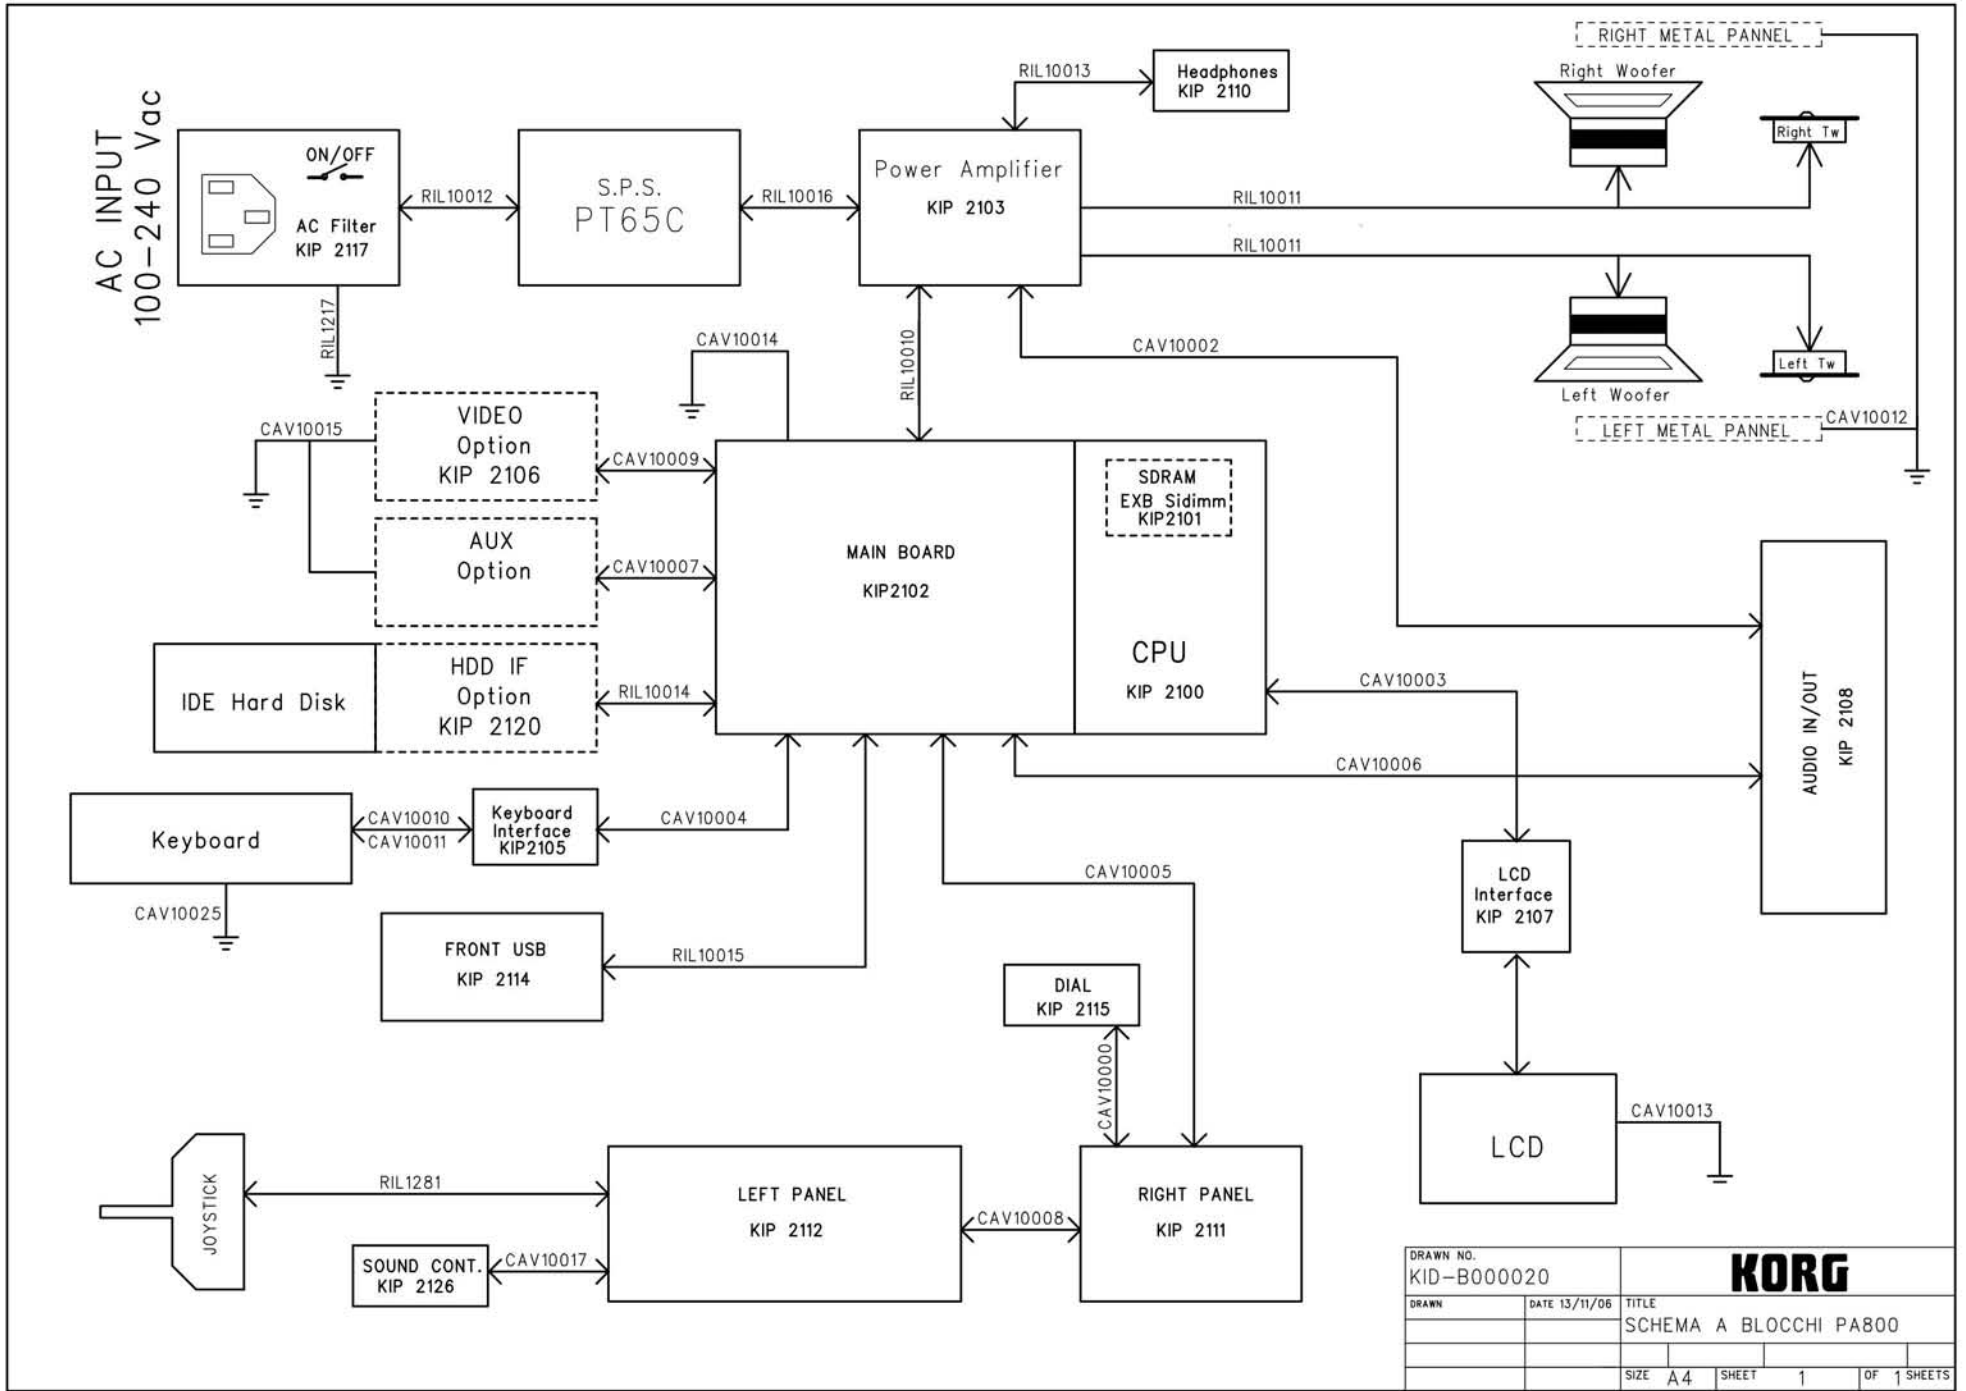 RIGHT METAL PANNEL
Right Woofer
Right Tw
RIL10013
Headphones
KIP 2110
AC INPUT
100-240 Vac
ON/OFF
AC Filter
KIP 2117
RIL10012
S.P.S.
PT65C
RIL10016
Power Amplifier
KIP 2103
RIL10011
RIL10011
RIL1217
CAV10014
RIL10010
CAV10002
Left Tw
Left Woofer
LEFT METAL PANNEL
CAV10012
CAV10015
VIDEO
Option
KIP 2106
CAV10009
AUX
Option
CAV10007
IDE Hard Disk
HDD IF
Option
KIP 2120
RIL10014
MAIN BOARD
KIP2102
SDRAM
EXB Sidimm
KIP2101
CPU
KIP 2100
CAV10003
AUDIO IN/OUT
KIP 2108
CAV10006
Keyboard
CAV10010
CAV10011
Keyboard
Interface
KIP2105
CAV10004
CAV10025
FRONT USB
KIP 2114
RIL10015
CAV10005
LCD
Interface
KIP 2107
DIAL
KIP 2115
CAV10000
LCD
CAV10013
JOYSTICK
RIL1281
SOUND CONT.
KIP 2126
CAV10017
LEFT PANEL
KIP 2112
CAV10008
RIGHT PANEL
KIP 2111
DRAWN NO.
KID-B000020
KORG
DRAWN
DATE 13/11/06
TITLE
SCHEMA A BLOCCHI PA800
SIZE A4 SHEET 1 OF 1 SHEETS